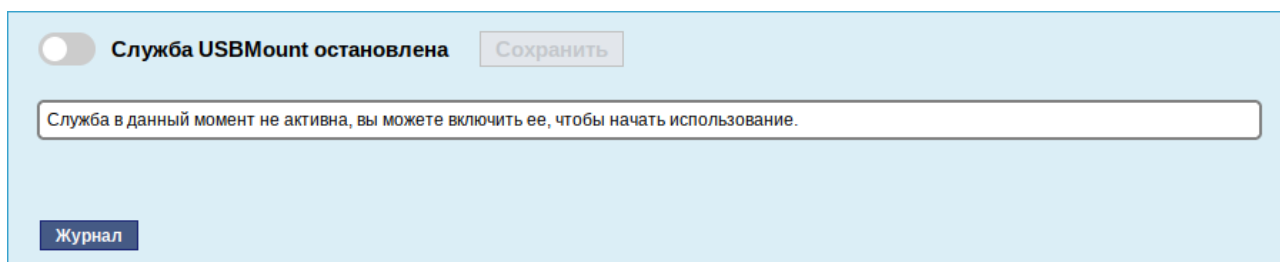 Служба USBMount остановлена Сохранить
Служба в данный момент не активна, вы можете включить ее, чтобы начать использование.
Журнал